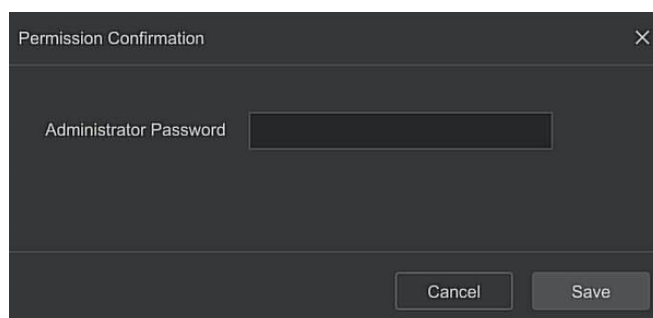 Permission Confirmation
Administrator Password
Cancel Save